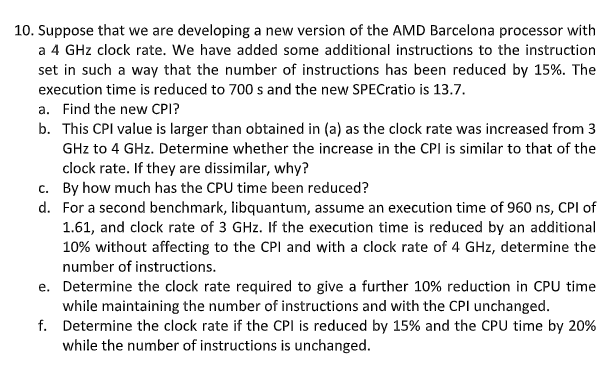 10. Suppose that we are developing a new version of the AMD Barcelona processor with
a 4 GHz clock rate. We have added some additional instructions to the instruction
set in such a way that the number of instructions has been reduced by 15%. The
execution time is reduced to 700 s and the new SPECratio is 13.7.
a. Find the new CPI?
b. This CPI value is larger than obtained in (a) as the clock rate was increased from 3
GHz to 4 GHz. Determine whether the increase in the CPI is similar to that of the
clock rate. If they are dissimilar, why?
c. By how much has the CPU time been reduced?
d. For a second benchmark, libquantum, assume an execution time of 960 ns, CPI of
1.61, and clock rate of 3 GHz. If the execution time is reduced by an additional
10% without affecting to the CPI and with a clock rate of 4 GHz, determine the
number of instructions.
e. Determine the clock rate required to give a further 10% reduction in CPU time
while maintaining the number of instructions and with the CPI unchanged.
f. Determine the clock rate if the CPI is reduced by 15% and the CPU time by 20%
while the number of instructions is unchanged.